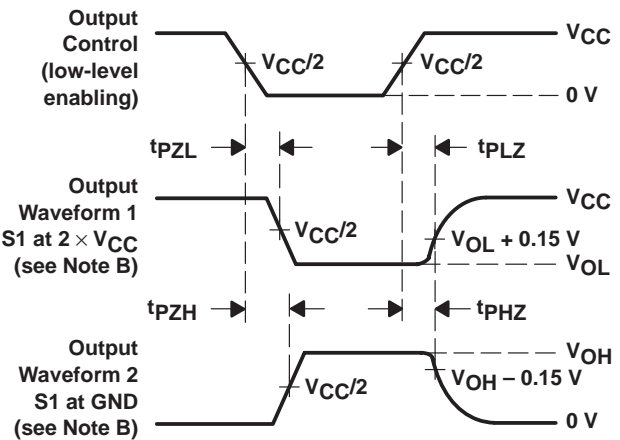 Output
Control
(low-level
enabling)
VCC
VCC/2
VCC/2
0 V
tPZL
tPLZ
Output
Waveform 1
S1 at 2 × VCC
(see Note B)
VCC
VCC/2
VOL + 0.15 V
VOL
tPZH
tPHZ
Output
Waveform 2
S1 at GND
(see Note B)
VOH
VCC/2
VOH − 0.15 V
0 V